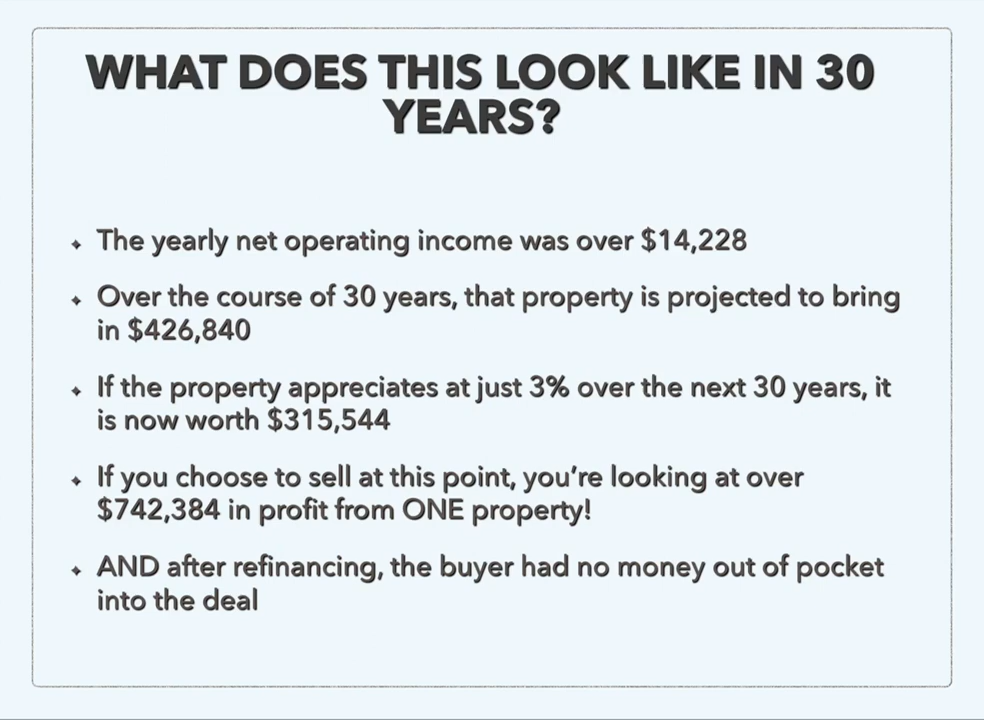 WHAT DOES THIS LOOK LIKE IN 30
YEARS?
The yearly net operating income was over $14,228
Over the course of 30 years, that property is projected to bring
in $426,840
If the property appreciates at just 3% over the next 30 years, it
is now worth $315,544
If you choose to sell at this point, you’re looking at over
$742,384 in profit from ONE property!
AND after refinancing, the buyer had no money out of pocket
into the deal